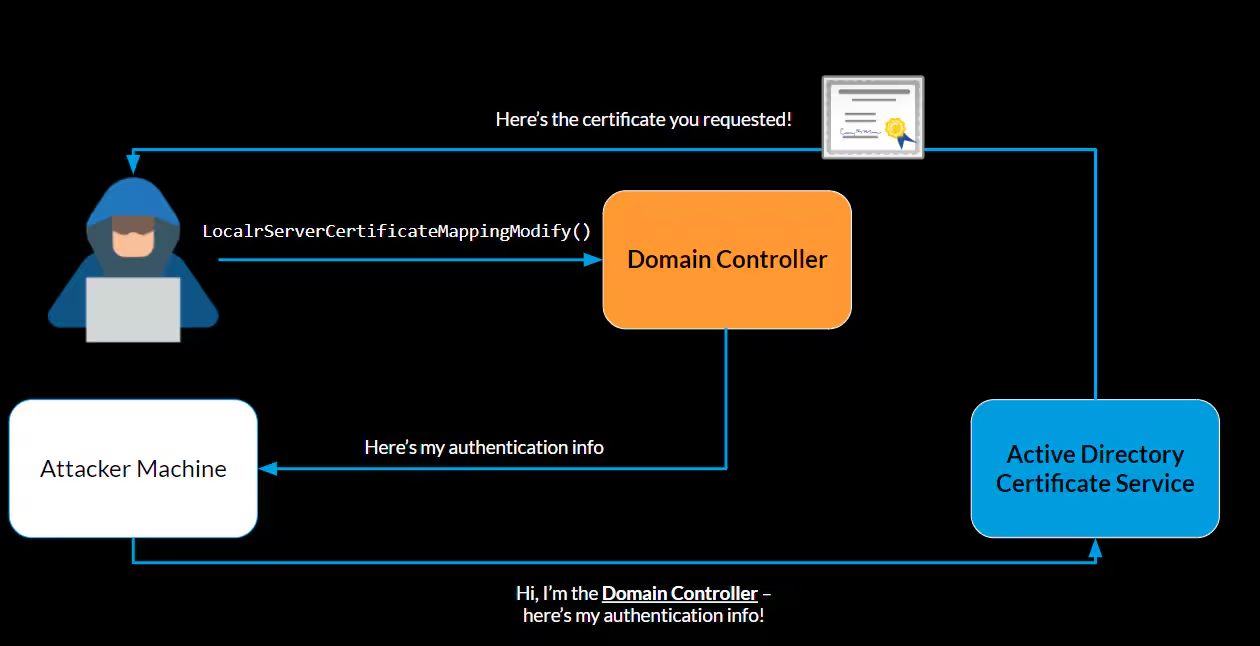 Here's the certificate you requested!
LocalrServerCertificateMappingModify()
Domain Controller
Here's my authentication info
Attacker Machine
Active Directory
Certificate Service
Hi, I'm the Domain Controller –
here's my authentication info!